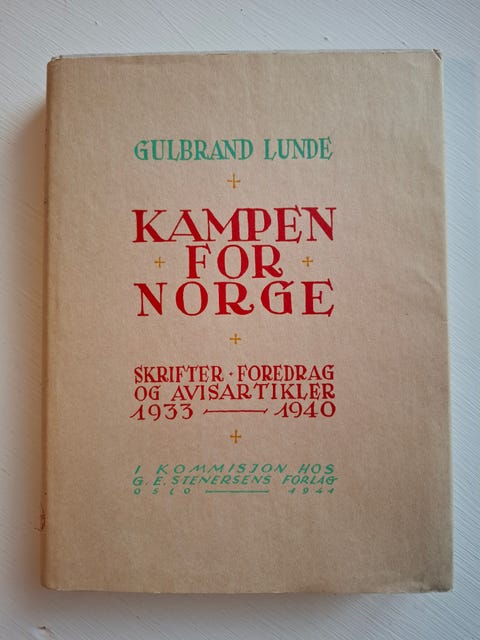 GULBRAND LUNDE
KAMPEN
FOR
NORGE
SKRIFTER · FOREDRAG
OG AVISARTIKLER
1933 — 1940
I KOMMISJON HOS
G. E. STENERSENS FORLAG
OSLO — 1941